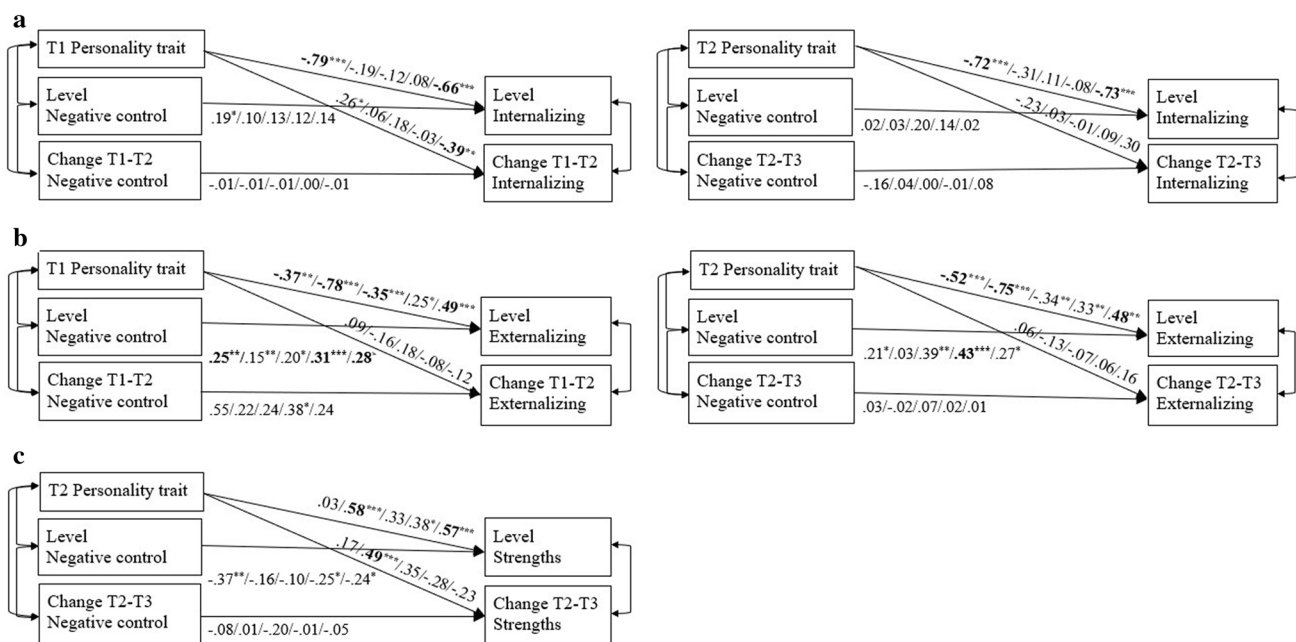 a
T1 Personality trait
-.79***/-.19/-.12/.08/-.66***
Level
Negative control
.26*/.06/.18/-.03/-.39**
Level
Internalizing
.19*/.10/.13/.12/.14
Change T1-T2
Negative control
Change T1-T2
Internalizing
-.01/-.01/-.01/.00/-.01
T2 Personality trait
-.72***/-.31/.11/-.08/-.73***
Level
Negative control
-.23/.03/-.01/.09/.30
Level
Internalizing
.02/.03/.20/.14/.02
Change T2-T3
Negative control
Change T2-T3
Internalizing
-.16/.04/.00/-.01/.08
b
T1 Personality trait
-.37**/-.78***/-.35***/.25*/.49***
Level
Negative control
.09/-.16/.18/-.08/-.12
Level
Externalizing
.25**/.15**/.20*/.31***/.28
Change T1-T2
Negative control
Change T1-T2
Externalizing
.55/.22/.24/.38*/.24
T2 Personality trait
-.52***/-.75***/-.34**/.33**/.48**
Level
Negative control
.06/-.13/-.07/.06/.16
Level
Externalizing
.21*/.03/.39**/.43***/.27*
Change T2-T3
Negative control
Change T2-T3
Externalizing
.03/-.02/.07/.02/.01
c
T2 Personality trait
.03/.58***/.33/.38*/.57***
Level
Negative control
.17/.49***/.35/-.28/-.23
Level
Strengths
-.37**/-.16/-.10/-.25*/-.24*
Change T2-T3
Negative control
Change T2-T3
Strengths
-.08/.01/-.20/-.01/-.05